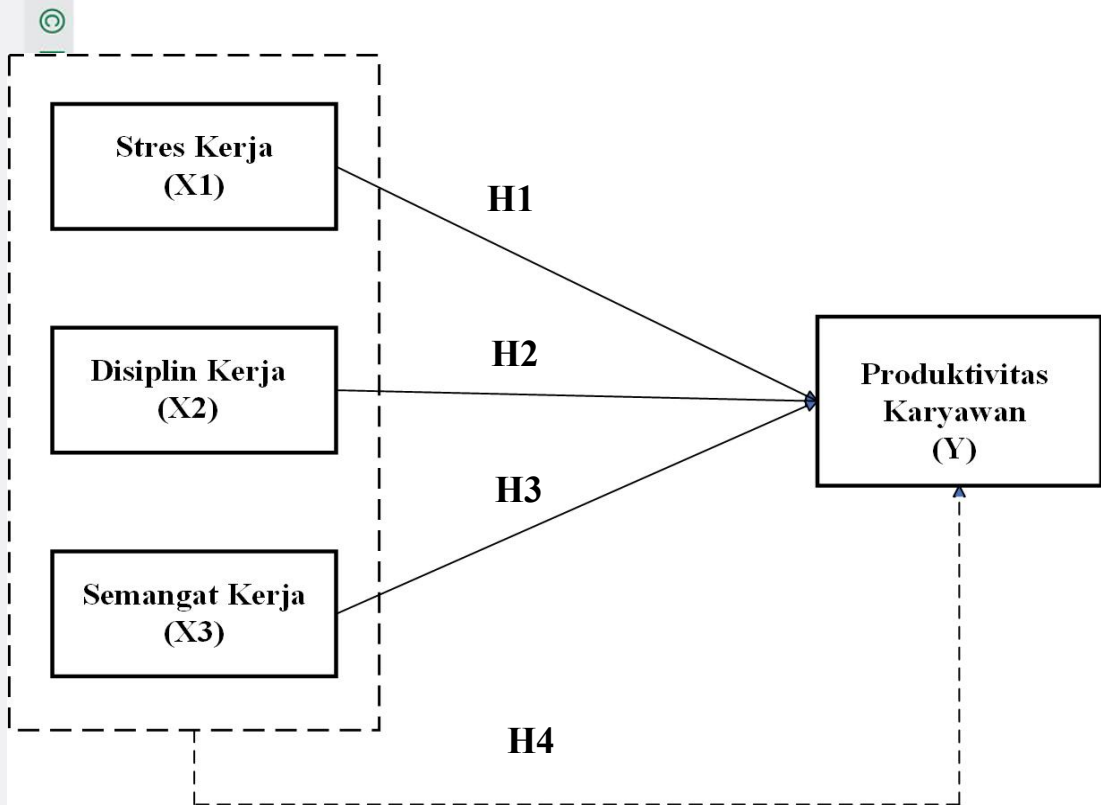 ©
Stres Kerja
(X1)
H1
Disiplin Kerja
(X2)
H2
Produktivitas
Karyawan
(Y)
H3
Semangat Kerja
(X3)
H4